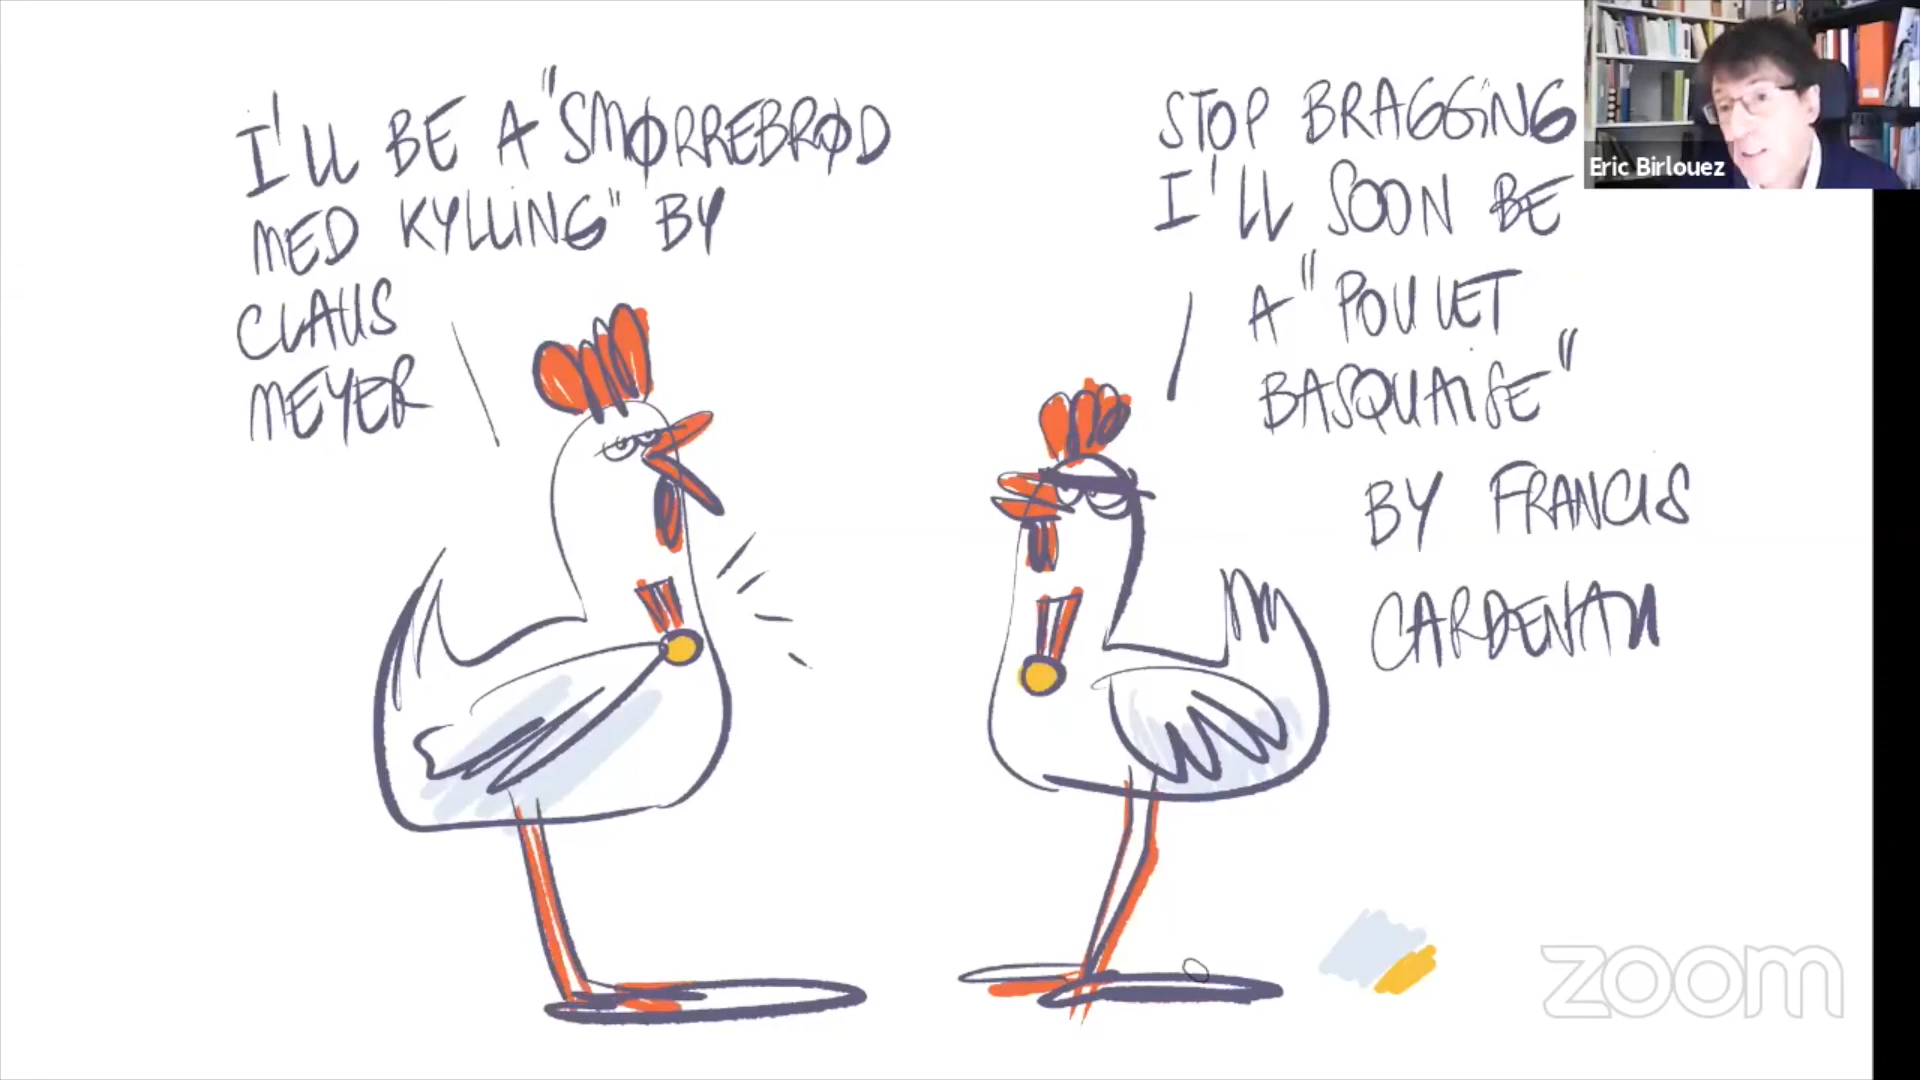 I'LL BE A "SMØRREBRØD
MED KYLLING" BY
CLAUS
MEYER
STOP BRAGGING
I'LL SOON BE
A "POULET
BASQUAISE"
BY FRANCIS
CARDENAU
Eric Birlouez
zoom